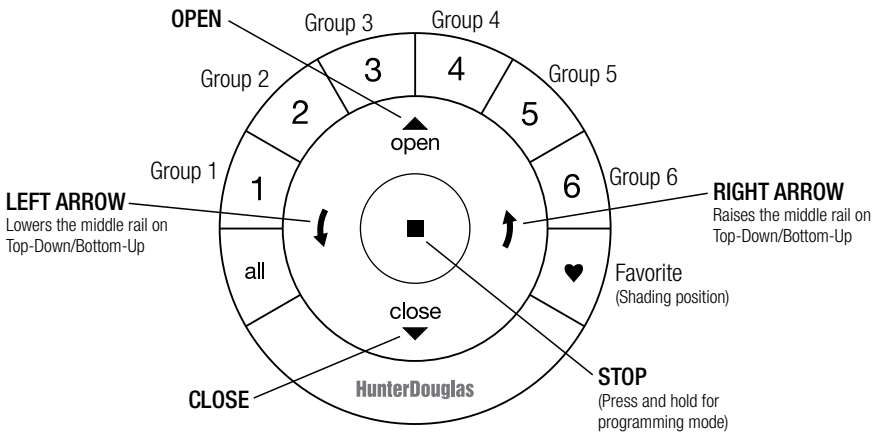 OPEN
Group 3
Group 4
Group 2
Group 5
3
4
2
5
open
Group 1
1
6
Group 6
LEFT ARROW
Lowers the middle rail on
Top-Down/Bottom-Up
RIGHT ARROW
Raises the middle rail on
Top-Down/Bottom-Up
all
Favorite
(Shading position)
close
HunterDouglas
CLOSE
STOP
(Press and hold for
programming mode)